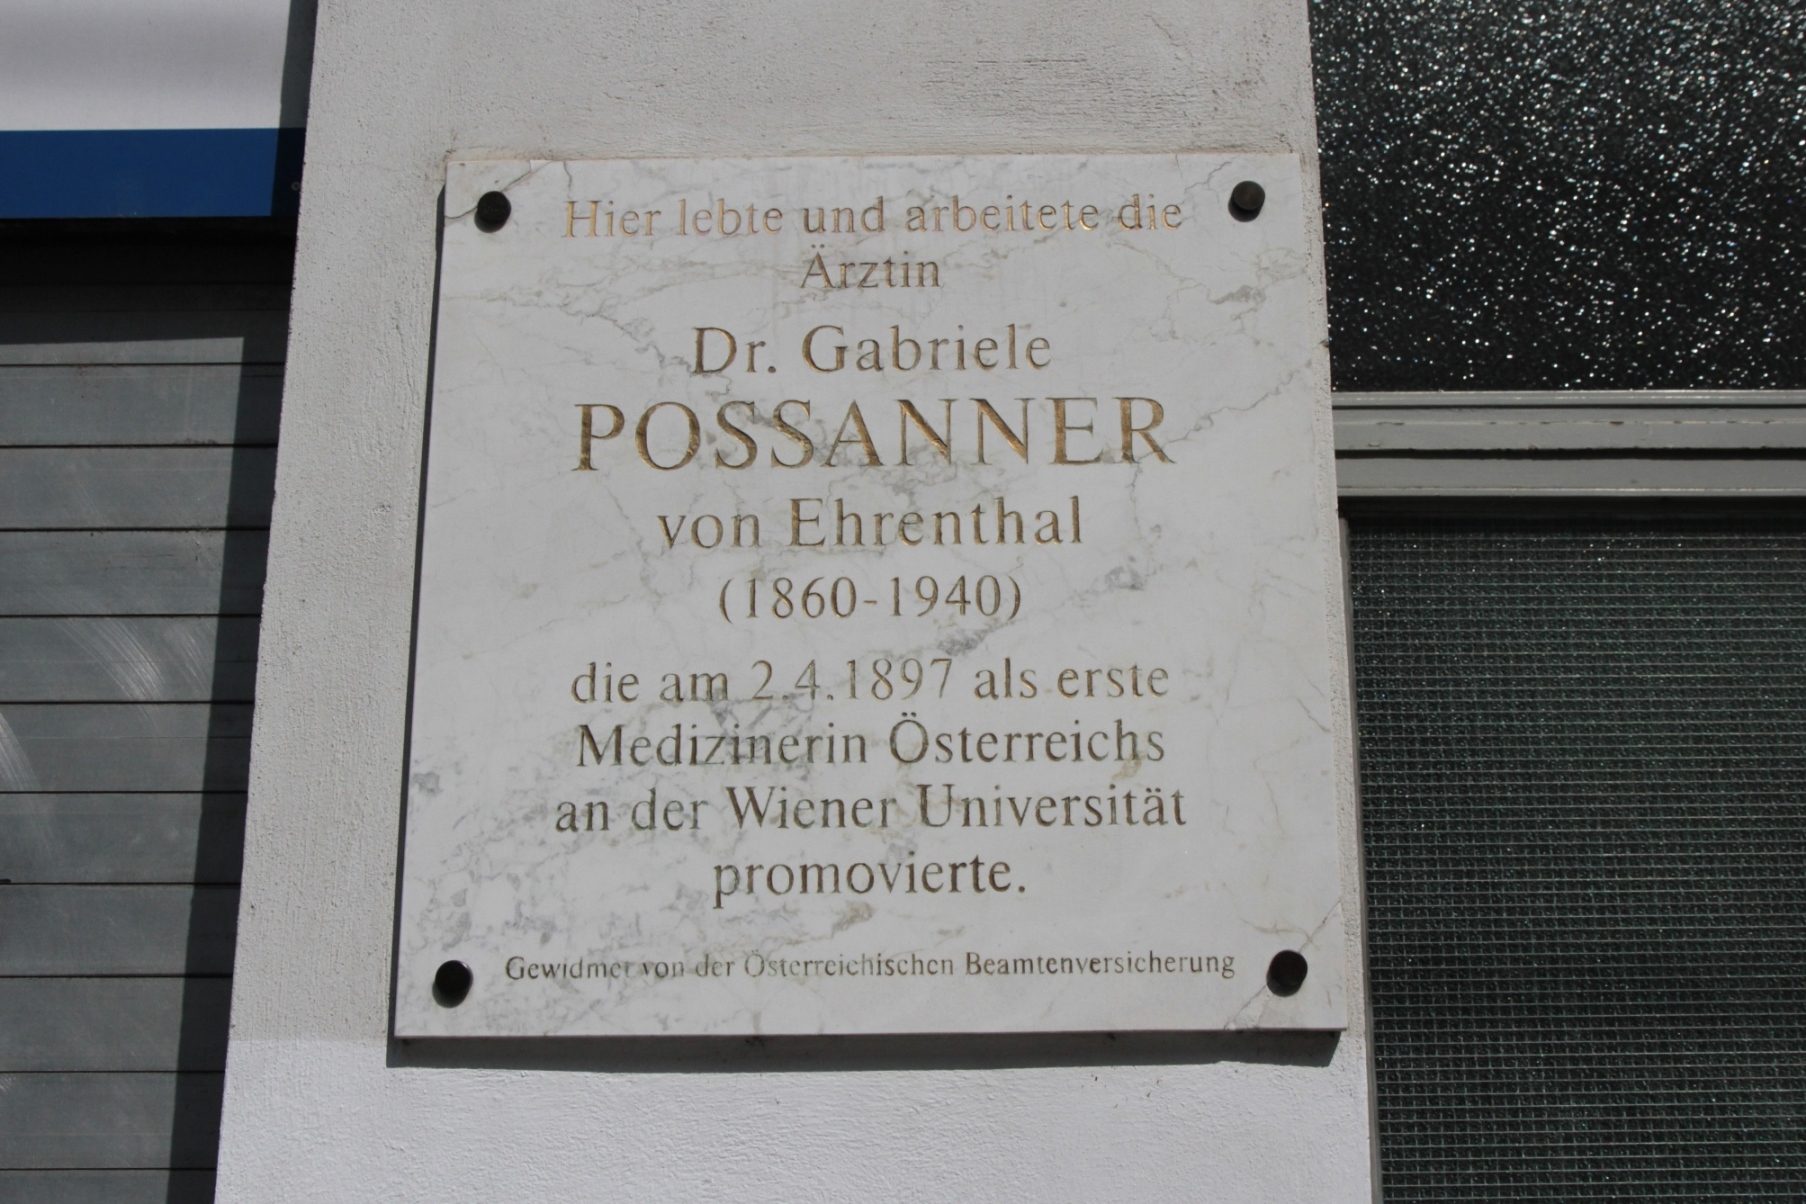 Hier lebte und arbeitete die
Ärztin
Dr. Gabriele
POSSANNER
von Ehrenthal
(1860-1940)
die am 2.4.1897 als erste
Medizinerin Österreichs
an der Wiener Universität
promovierte.
Gewidmet von der Österreichischen Beamtenversicherung